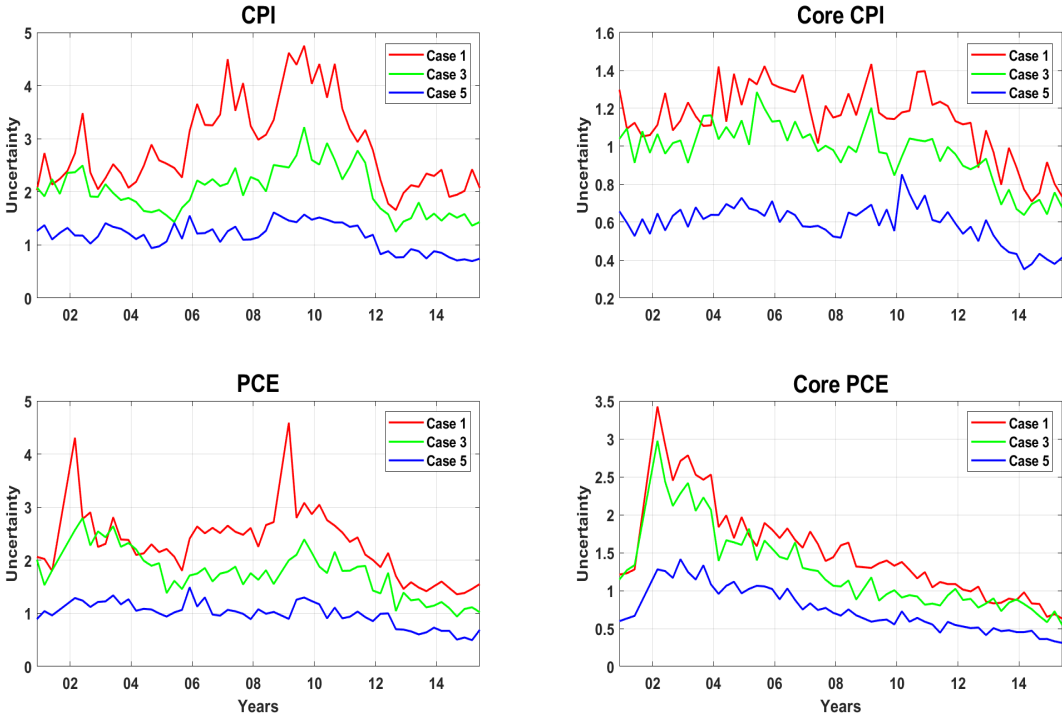 CPI
5
4
3
2
1
0
Uncertainty
02
04
06
08
10
12
14
Case 1
Case 3
Case 5
Core CPI
1.6
1.4
1.2
1
0.8
0.6
0.4
0.2
Uncertainty
02
04
06
08
10
12
14
Case 1
Case 3
Case 5
PCE
5
4
3
2
1
0
Uncertainty
02
04
06
08
10
12
14
Years
Case 1
Case 3
Case 5
Core PCE
3.5
3
2.5
2
1.5
1
0.5
0
Uncertainty
02
04
06
08
10
12
14
Years
Case 1
Case 3
Case 5